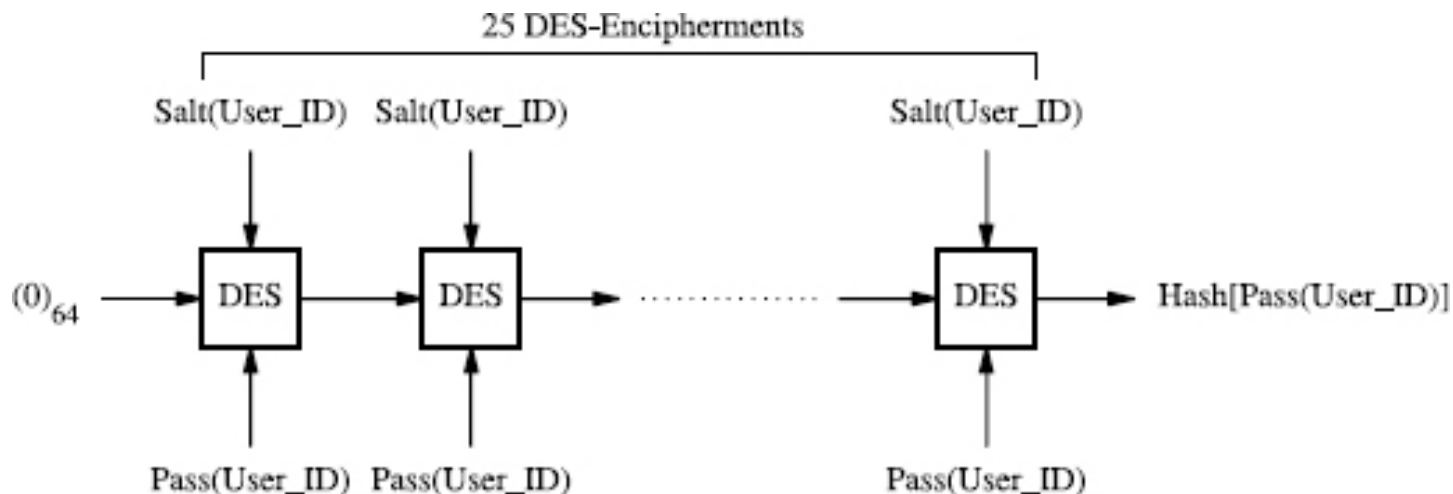 25 DES-Encipherments
Salt(User_ID) Salt(User_ID) Salt(User_ID)
(0)64 DES DES DES Hash[Pass(User_ID)]
Pass(User_ID) Pass(User_ID) Pass(User_ID)